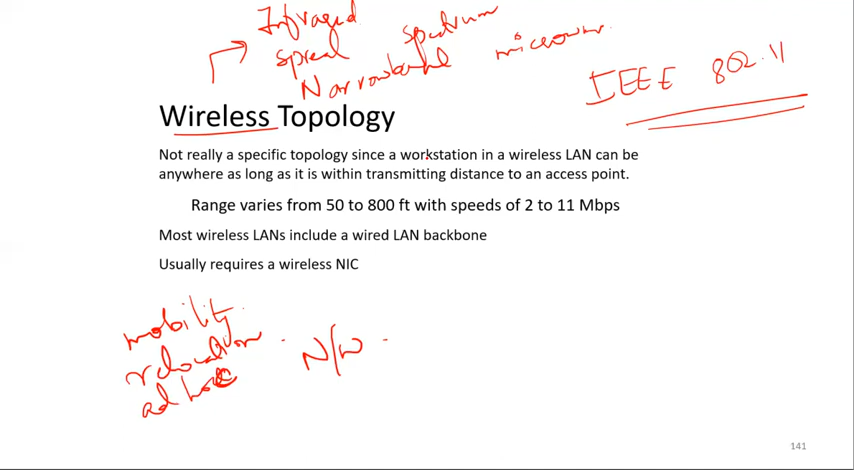 Infrared
Spread spectrum
Narrowband microwave
IEEE 802.11
Wireless Topology
Not really a specific topology since a workstation in a wireless LAN can be
anywhere as long as it is within transmitting distance to an access point.
Range varies from 50 to 800 ft with speeds of 2 to 11 Mbps
Most wireless LANs include a wired LAN backbone
Usually requires a wireless NIC
mobility
relocation
ad hoc
N/W
141